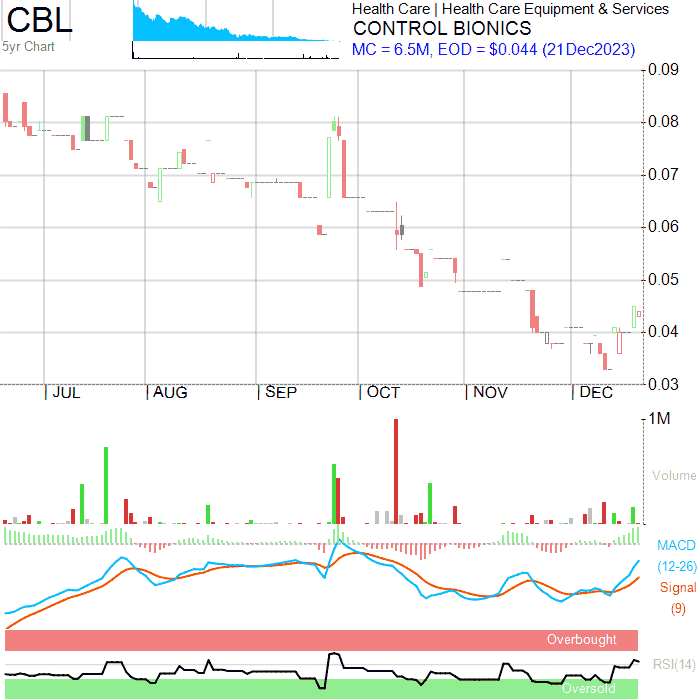 CBL
5yr Chart
Health Care | Health Care Equipment & Services
CONTROL BIONICS
MC = 6.5M, EOD = $0.044 (21Dec2023)
0.09
0.08
0.07
0.06
0.05
0.04
0.03
JUL AUG SEP OCT NOV DEC
1M
Volume
MACD
(12-26)
Signal
(9)
Overbought
RSI(14)
Oversold